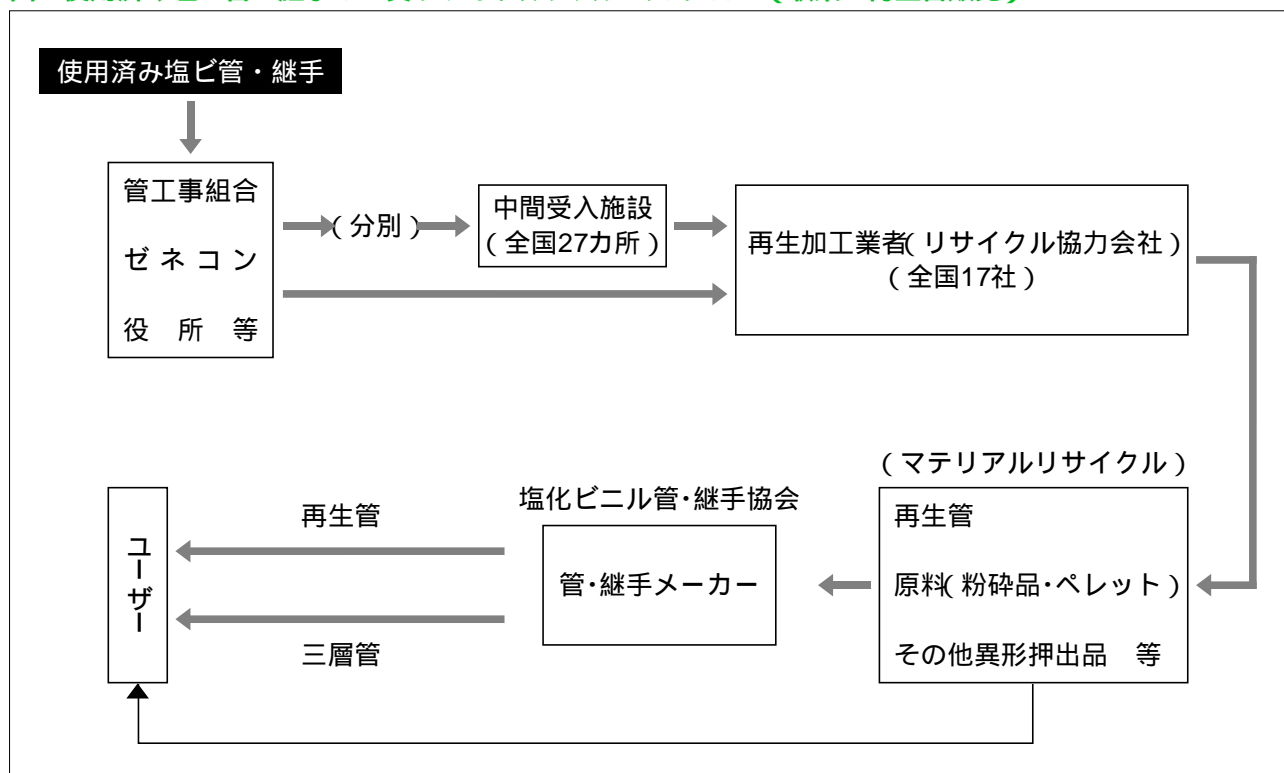 使用済み塩ビ管・継手
管工事組合
ゼネコン
役所等
(分別)
中間受入施設
(全国27カ所)
再生加工業者(リサイクル協力会社)
(全国17社)
(マテリアルリサイクル)
再生管
原料(粉砕品・ペレット)
その他異形押出品 等
塩化ビニル管・継手協会
管・継手メーカー
再生管
三層管
ユーザー